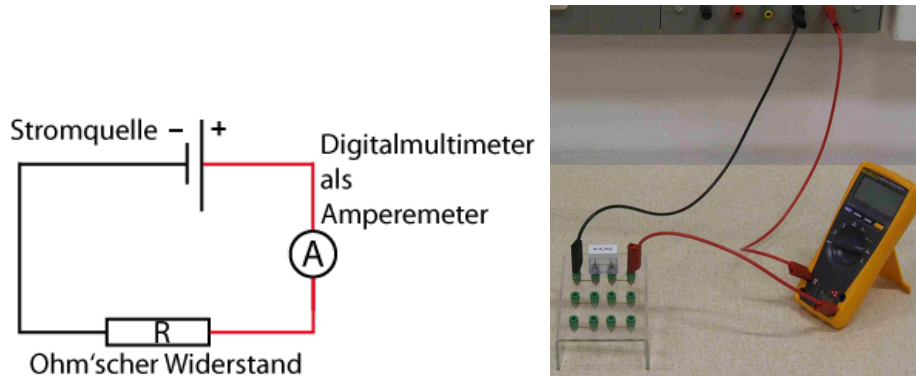 Stromquelle – +
Digitalmultimeter
als
Amperemeter
A
R
Ohm'scher Widerstand